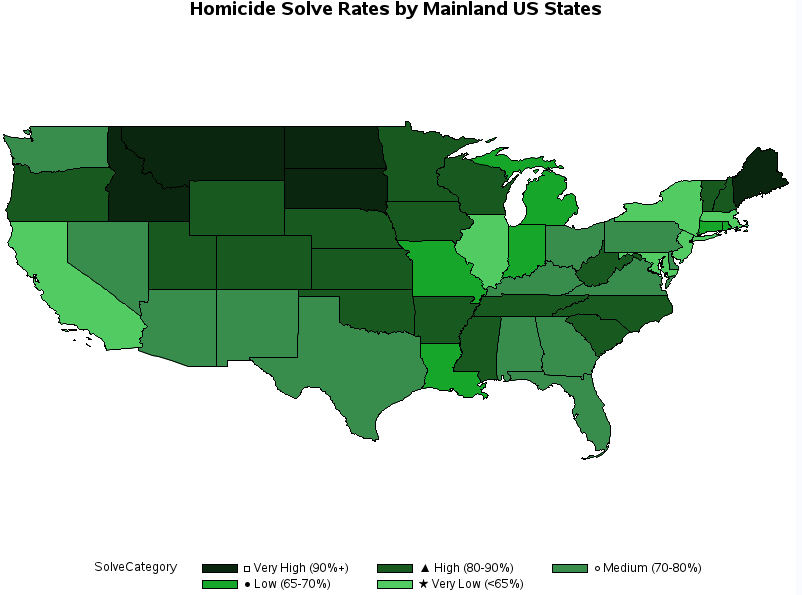 Homicide Solve Rates by Mainland US States
SolveCategory □ Very High (90%+) ▲ High (80-90%) ○ Medium (70-80%)
● Low (65-70%) ★ Very Low (<65%)